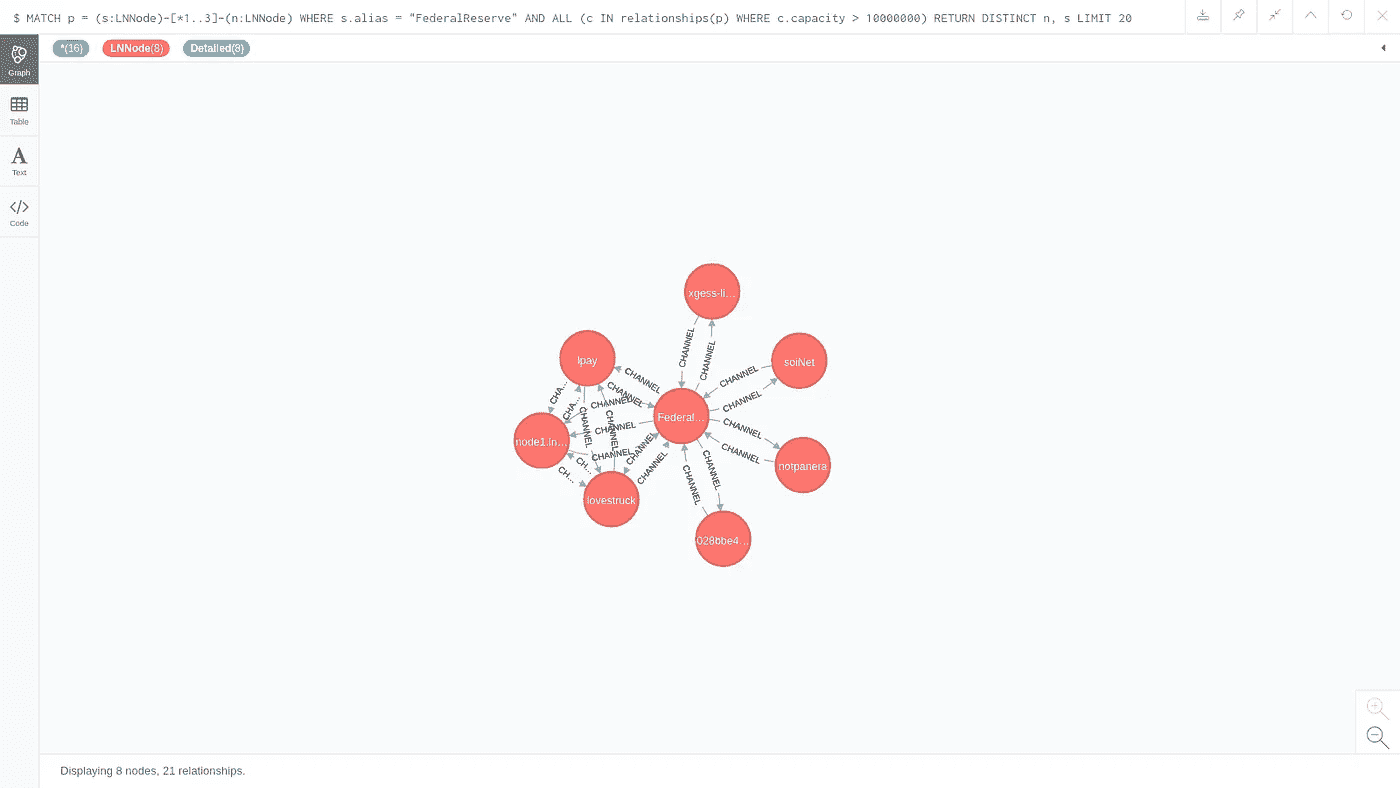 $ MATCH p = (s:LNNode)-[*1..3]-(n:LNNode) WHERE s.alias = "FederalReserve" AND ALL (c IN relationships(p) WHERE c.capacity > 10000000) RETURN DISTINCT n, s LIMIT 20
*(16) LNNode(8) Detailed(8)
Graph
Table
A
Text
</>
Code
xgess-li...
CHANNEL
CHANNEL
lpay
soiNet
CHANNEL
CHANNEL
CHANNEL
CHANNEL
CHA...
CHA...
CHANNEL
Federal...
CHANNEL
CHANNEL
CHANNEL
CHANNEL
node1.ln...
CHANNEL
CHANNEL
CHANNEL
CHANNEL
CHANNEL
notpanera
CH...
CH...
CHANNEL
CHANNEL
lovestruck
028bbe4...
Displaying 8 nodes, 21 relationships.